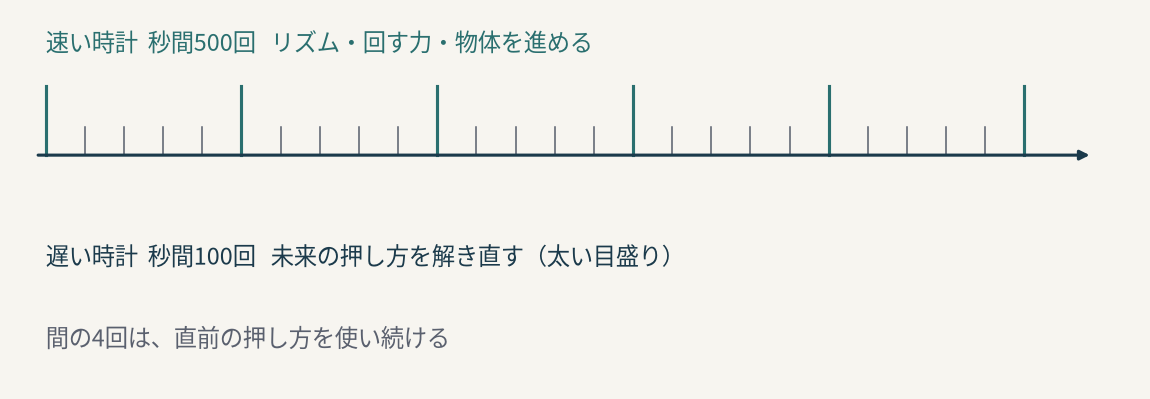 速い時計 秒間500回 リズム・回す力・物体を進める
遅い時計 秒間100回 未来の押し方を解き直す（太い目盛り）
間の4回は、直前の押し方を使い続ける